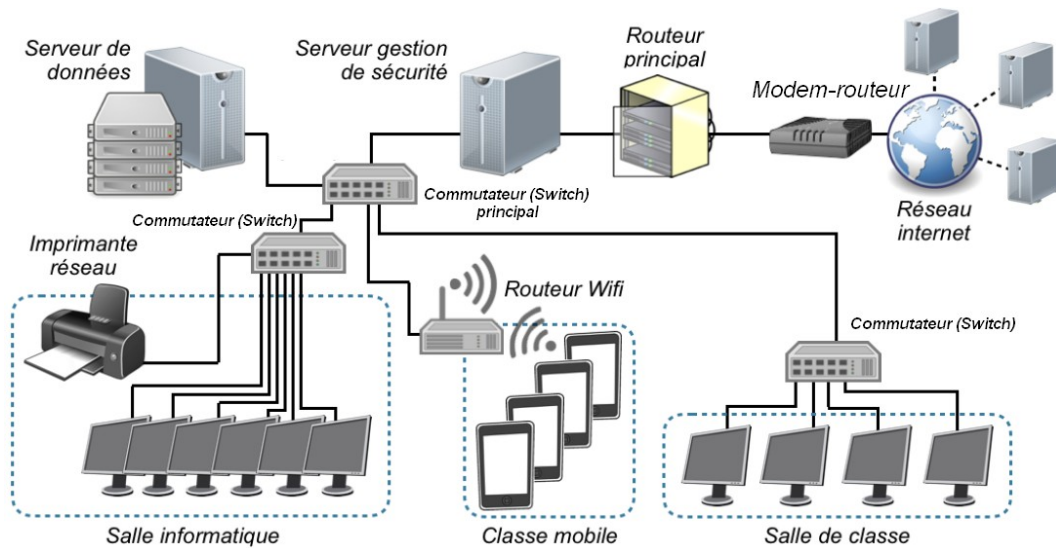 Serveur de
données
Serveur gestion
de sécurité
Routeur
principal
Modem-routeur
Réseau
internet
Commutateur (Switch)
principal
Commutateur (Switch)
Imprimante
réseau
Routeur Wifi
Commutateur (Switch)
Salle informatique
Classe mobile
Salle de classe